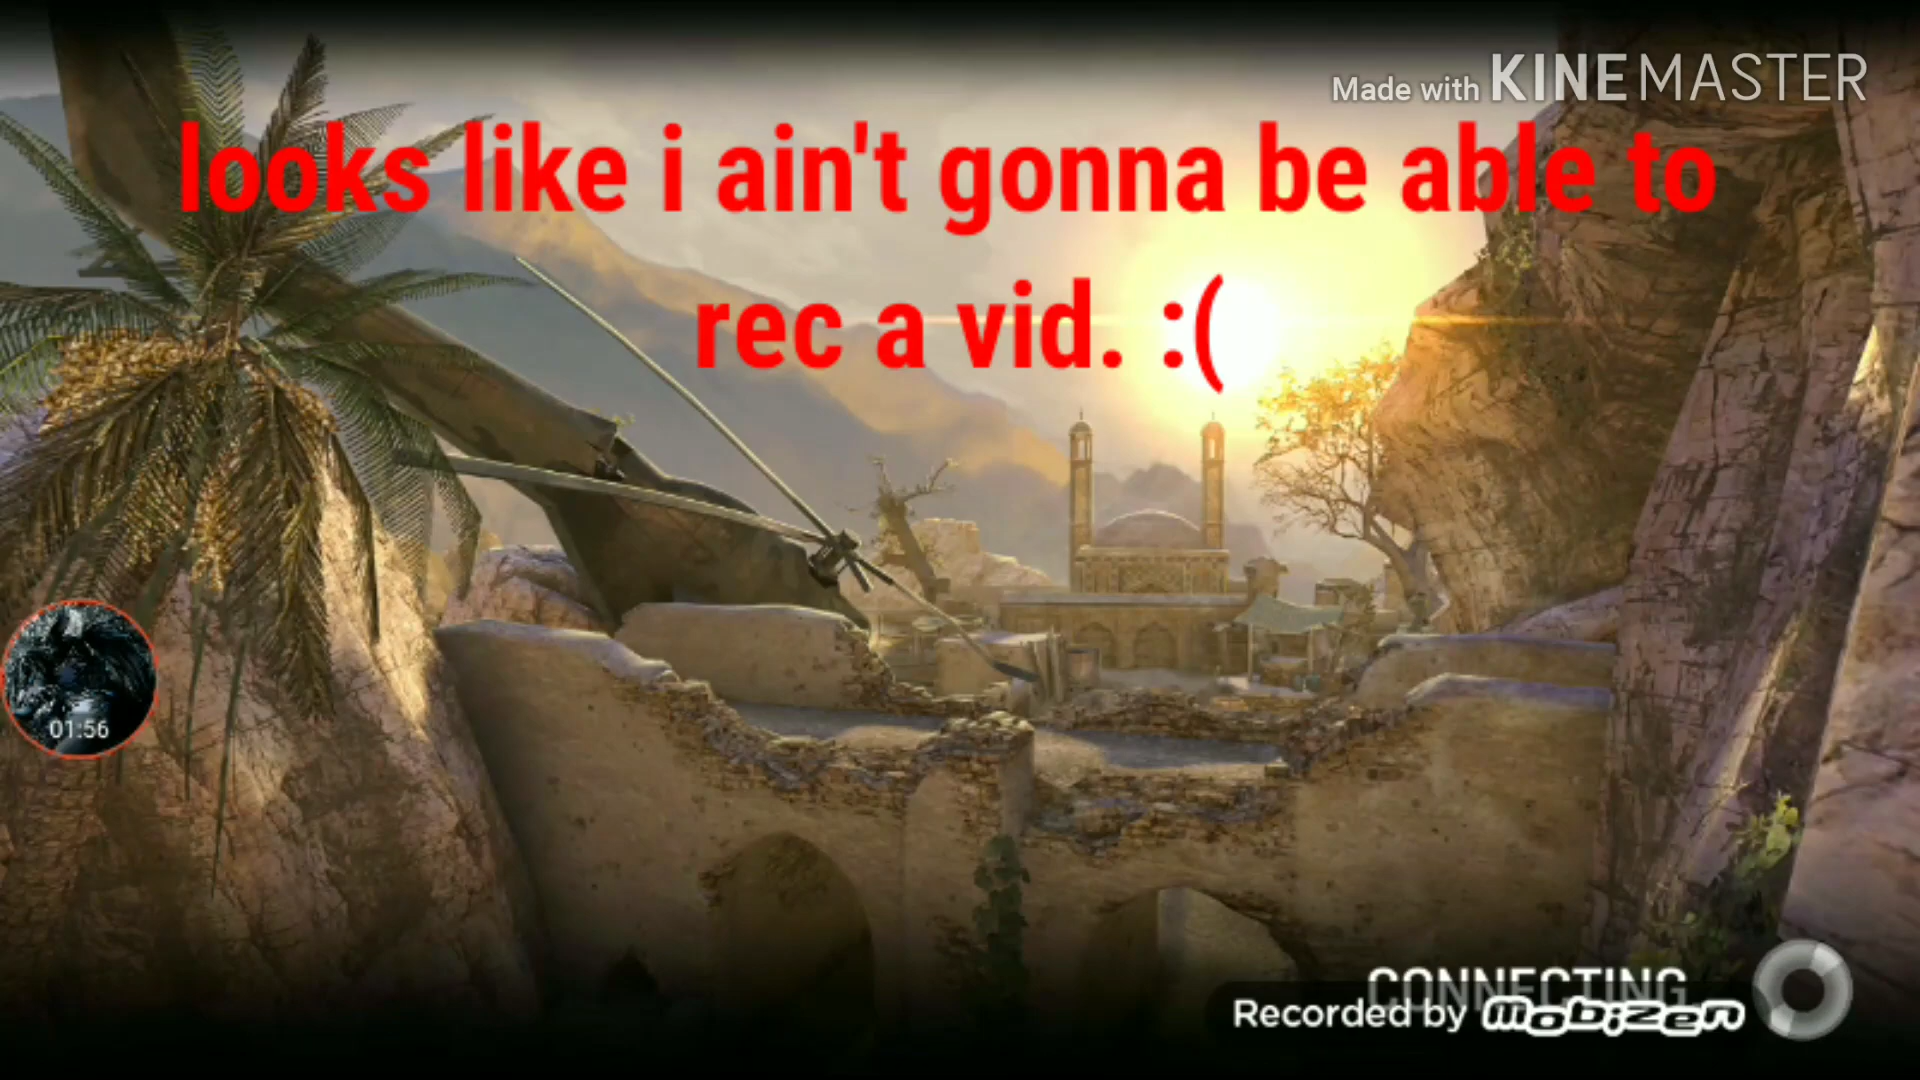 Made with KINEMASTER
looks like i ain't gonna be able to
rec a vid. :(
01:56
CONNECTING
Recorded by mobizen